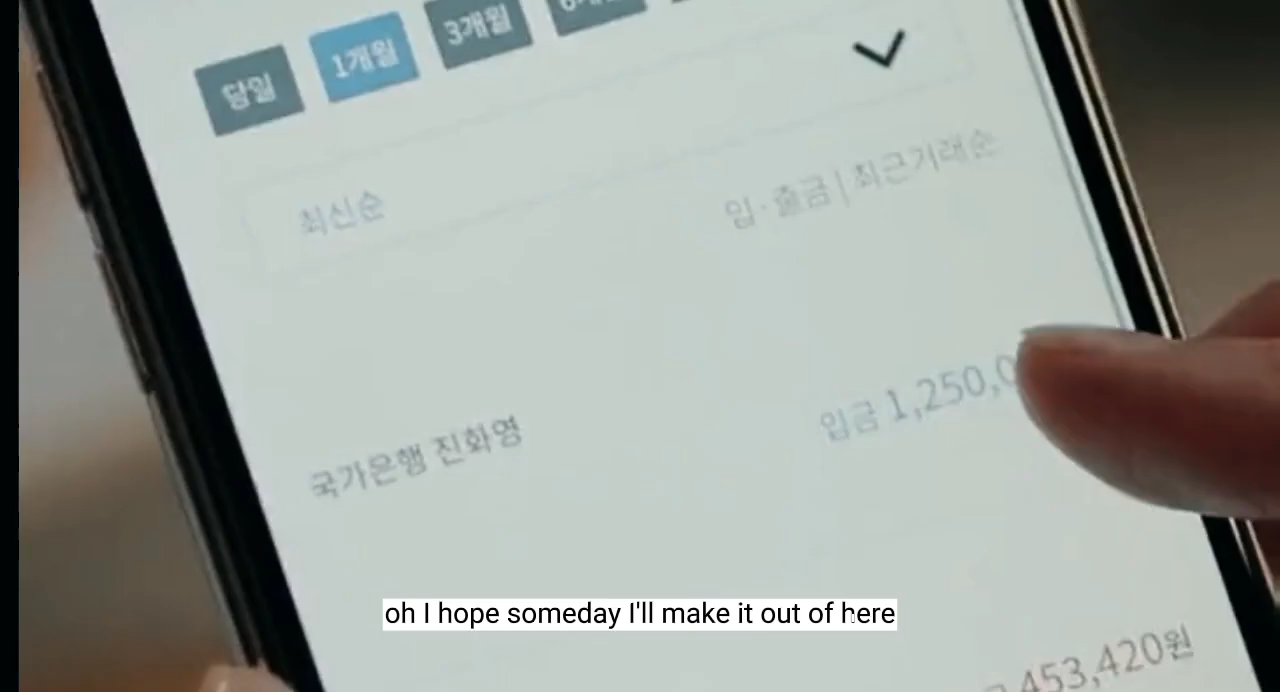 당일 1개월 3개월
최신순
입·출금 | 최근거래순
국가은행 진화영
입금 1,250,0
453,420원
oh I hope someday I'll make it out of here